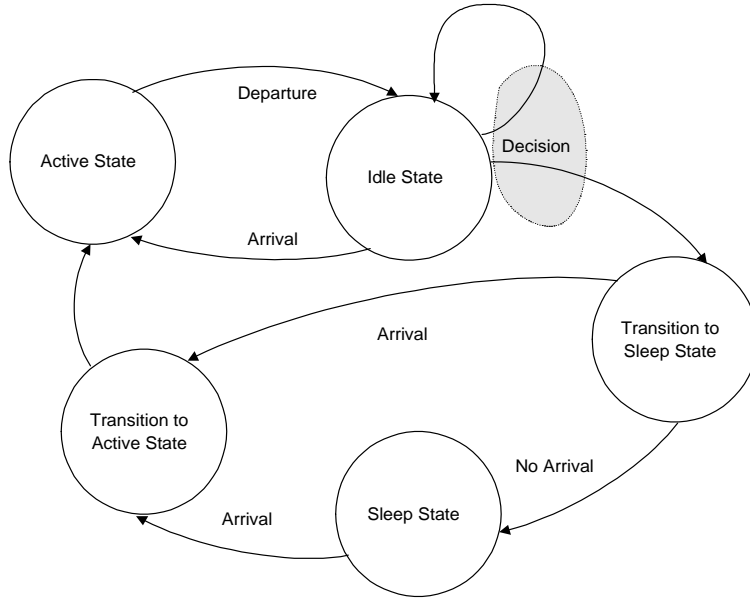 Departure
Decision
Active State
Idle State
Arrival
Arrival
Transition to
Sleep State
Transition to
Active State
No Arrival
Arrival
Sleep State